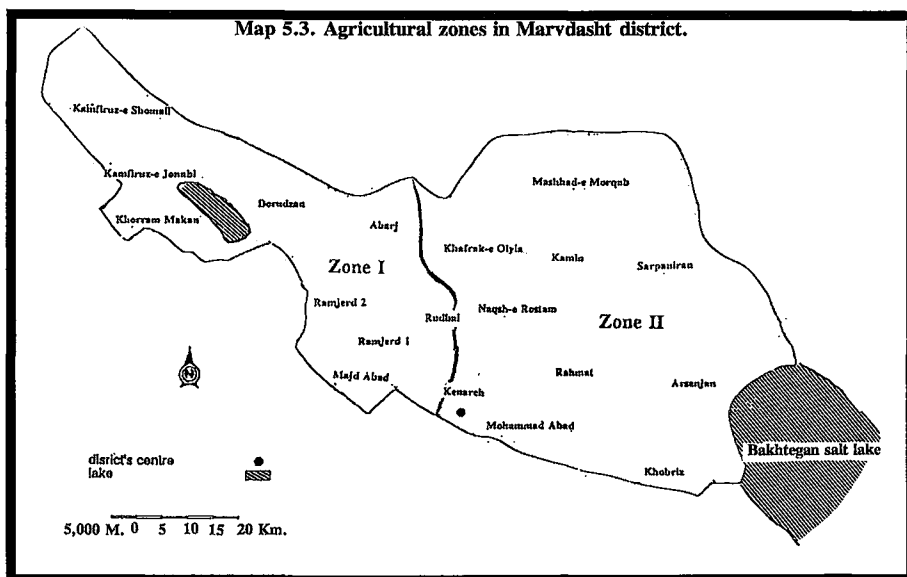 Map 5.3. Agricultural zones in Marvdasht district.
Kamfiruz-e Shomali
Kamfiruz-e Jonubi
Khorram Makan
Dorudzan
Abarj
Mashhad-e Morqab
Khafrak-e Olyia
Kamin
Sarpaniran
Zone I
Ramjerd 2
Rudbal
Naqsh-e Rostam
Zone II
Ramjerd 1
Majd Abad
Rahmat
Arsanjan
Kenareh
Mohammad Abad
Bakhtegan salt lake
Khobriz
N
disrict's centre
lake
5,000 M. 0 5 10 15 20 Km.